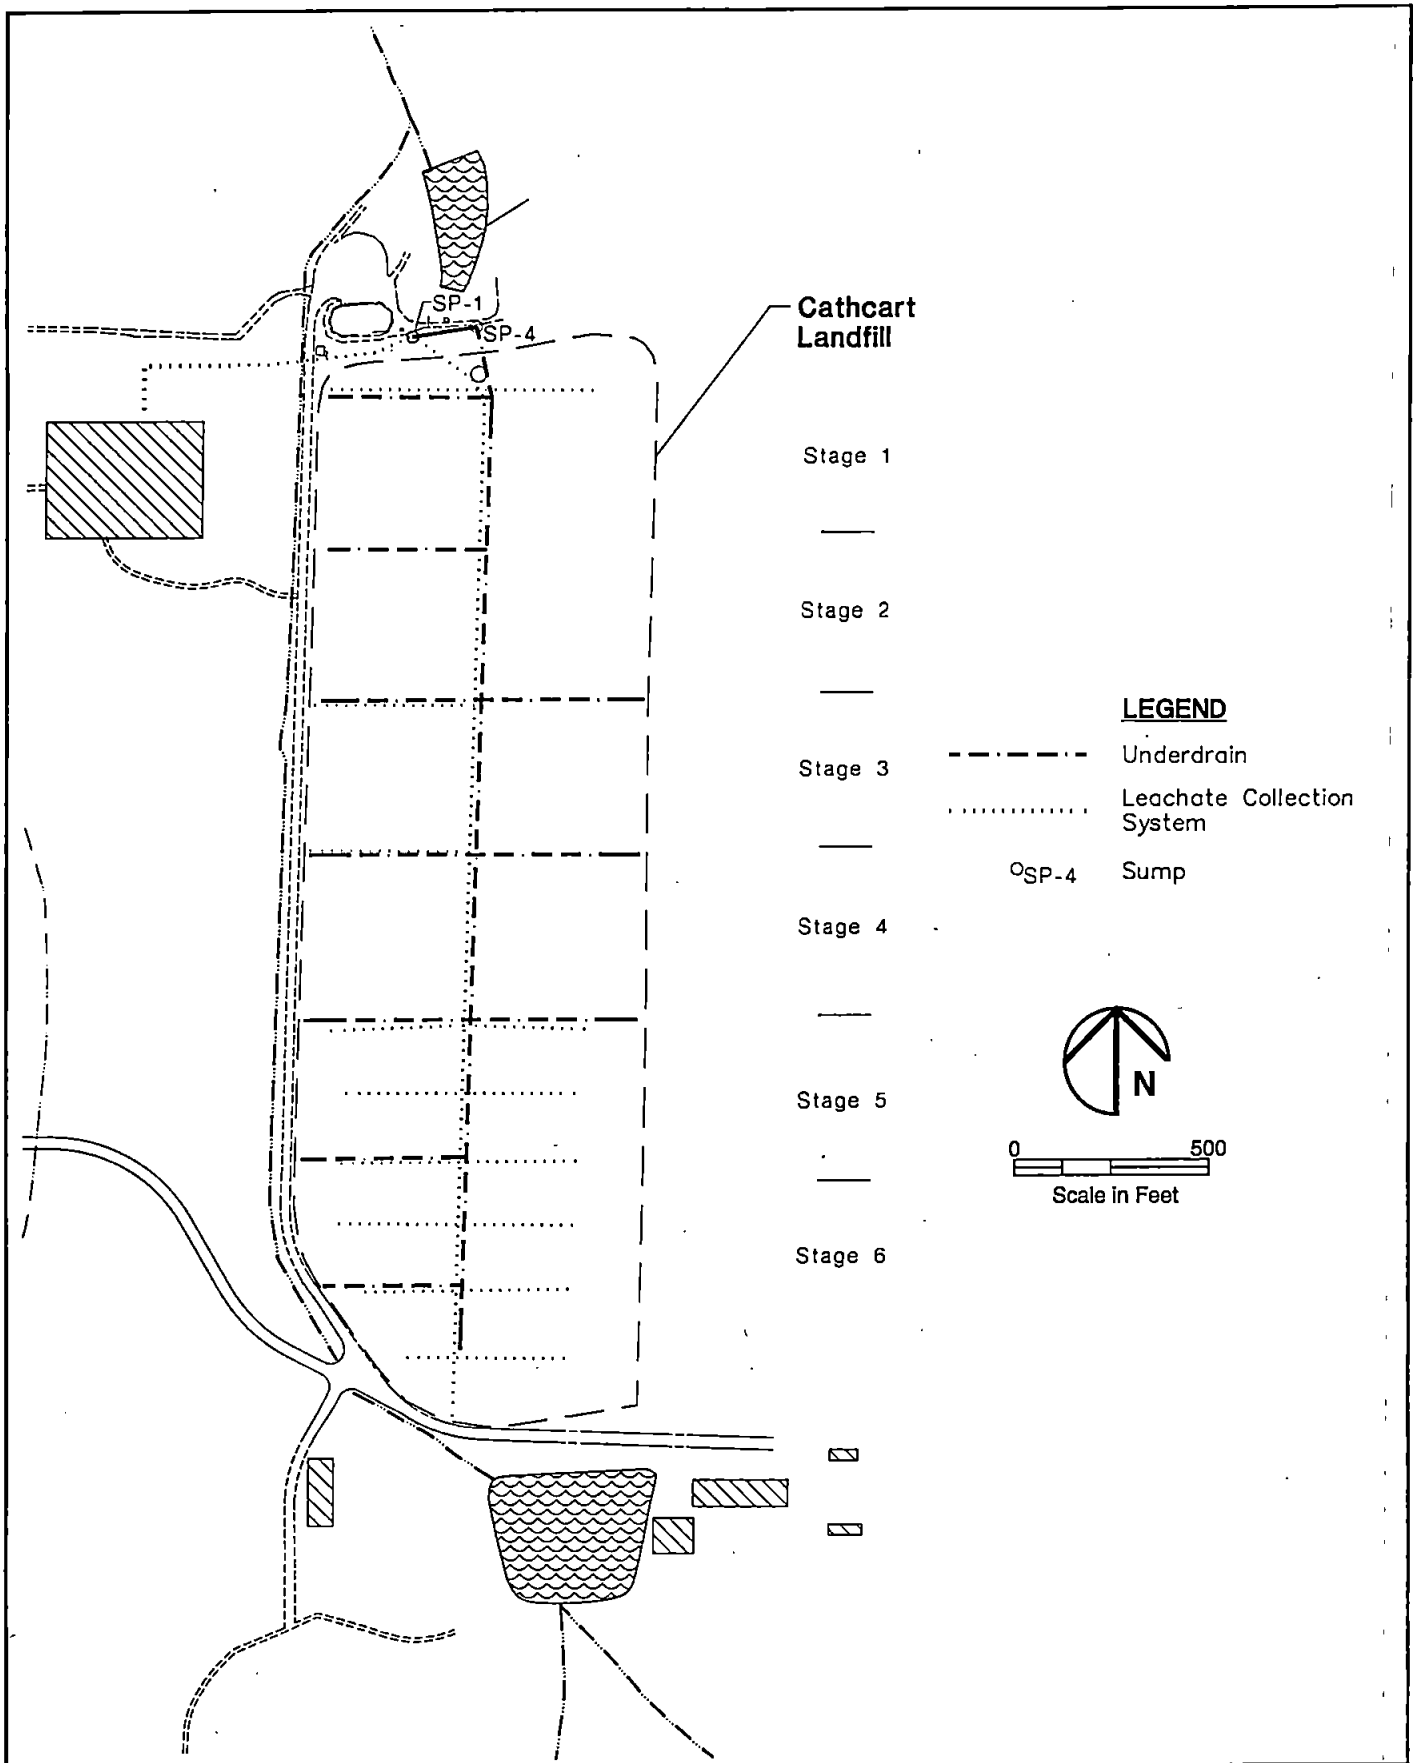 SP-1
SP-4
Cathcart
Landfill
Stage 1
Stage 2
Stage 3
Stage 4
Stage 5
Stage 6
LEGEND
Underdrain
Leachate Collection
System
SP-4 Sump
N
0 500
Scale in Feet